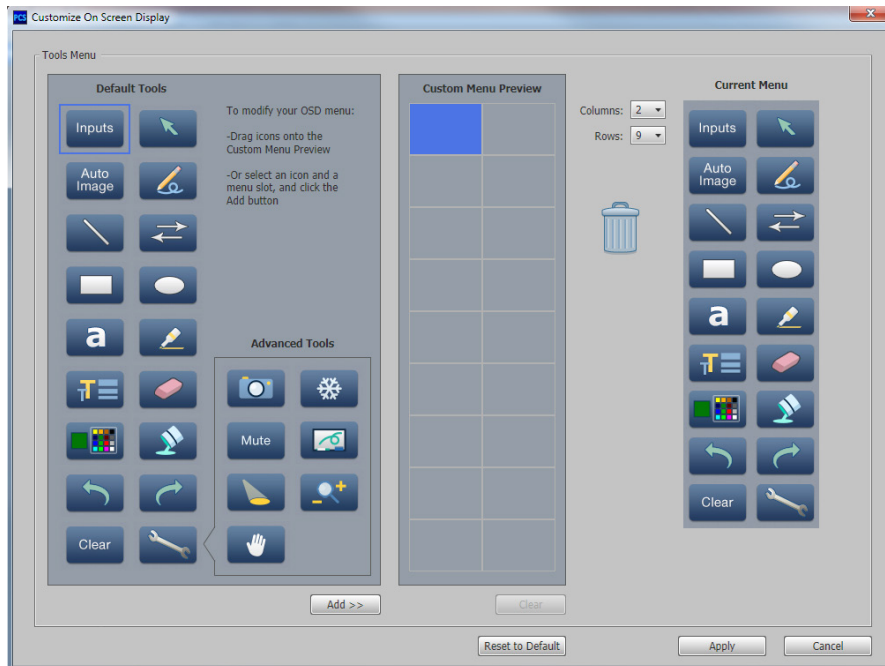 PCS Customize On Screen Display
x
Tools Menu
Default Tools
Inputs
Auto
Image
a
T T
Clear
To modify your OSD menu:
-Drag icons onto the
Custom Menu Preview
-Or select an icon and a
menu slot, and click the
Add button
Advanced Tools
Mute
Add >>
Custom Menu Preview
Clear
Columns: 2
Rows: 9
Current Menu
Inputs
Auto
Image
a
T T
Clear
Reset to Default
Apply
Cancel